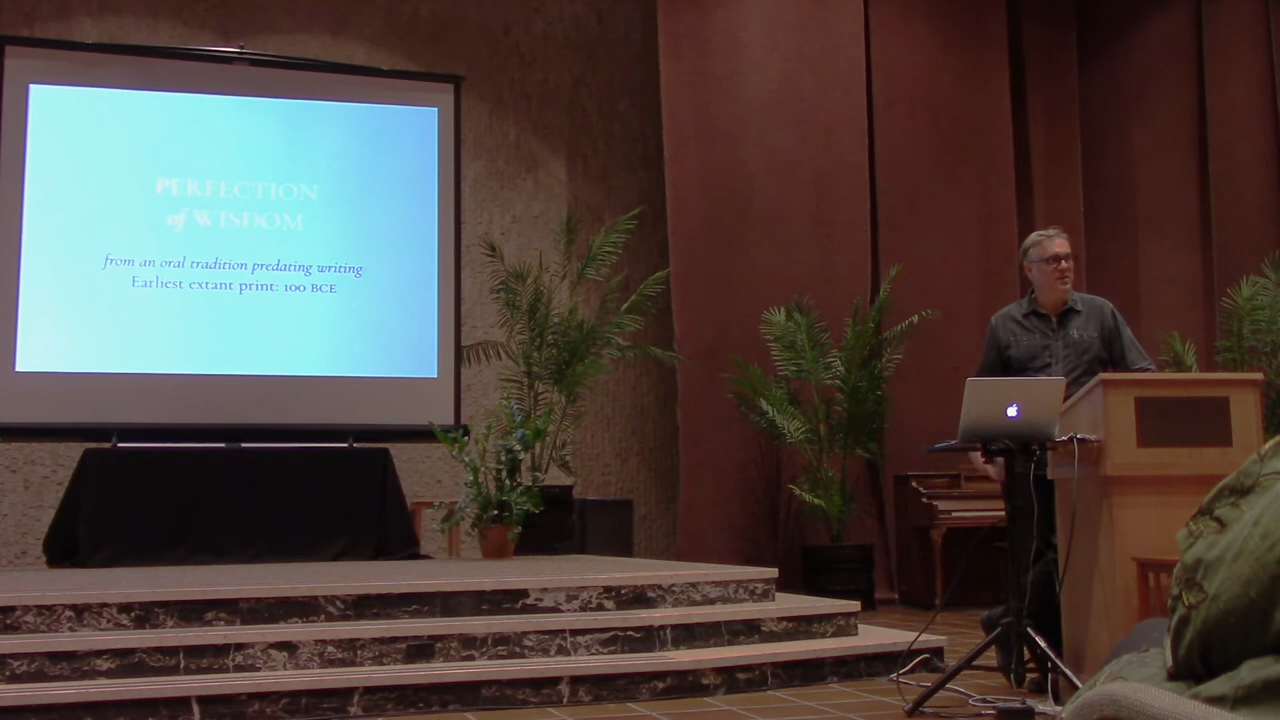 PERFECTION
of WISDOM
from an oral tradition predating writing
Earliest extant print: 100 BCE